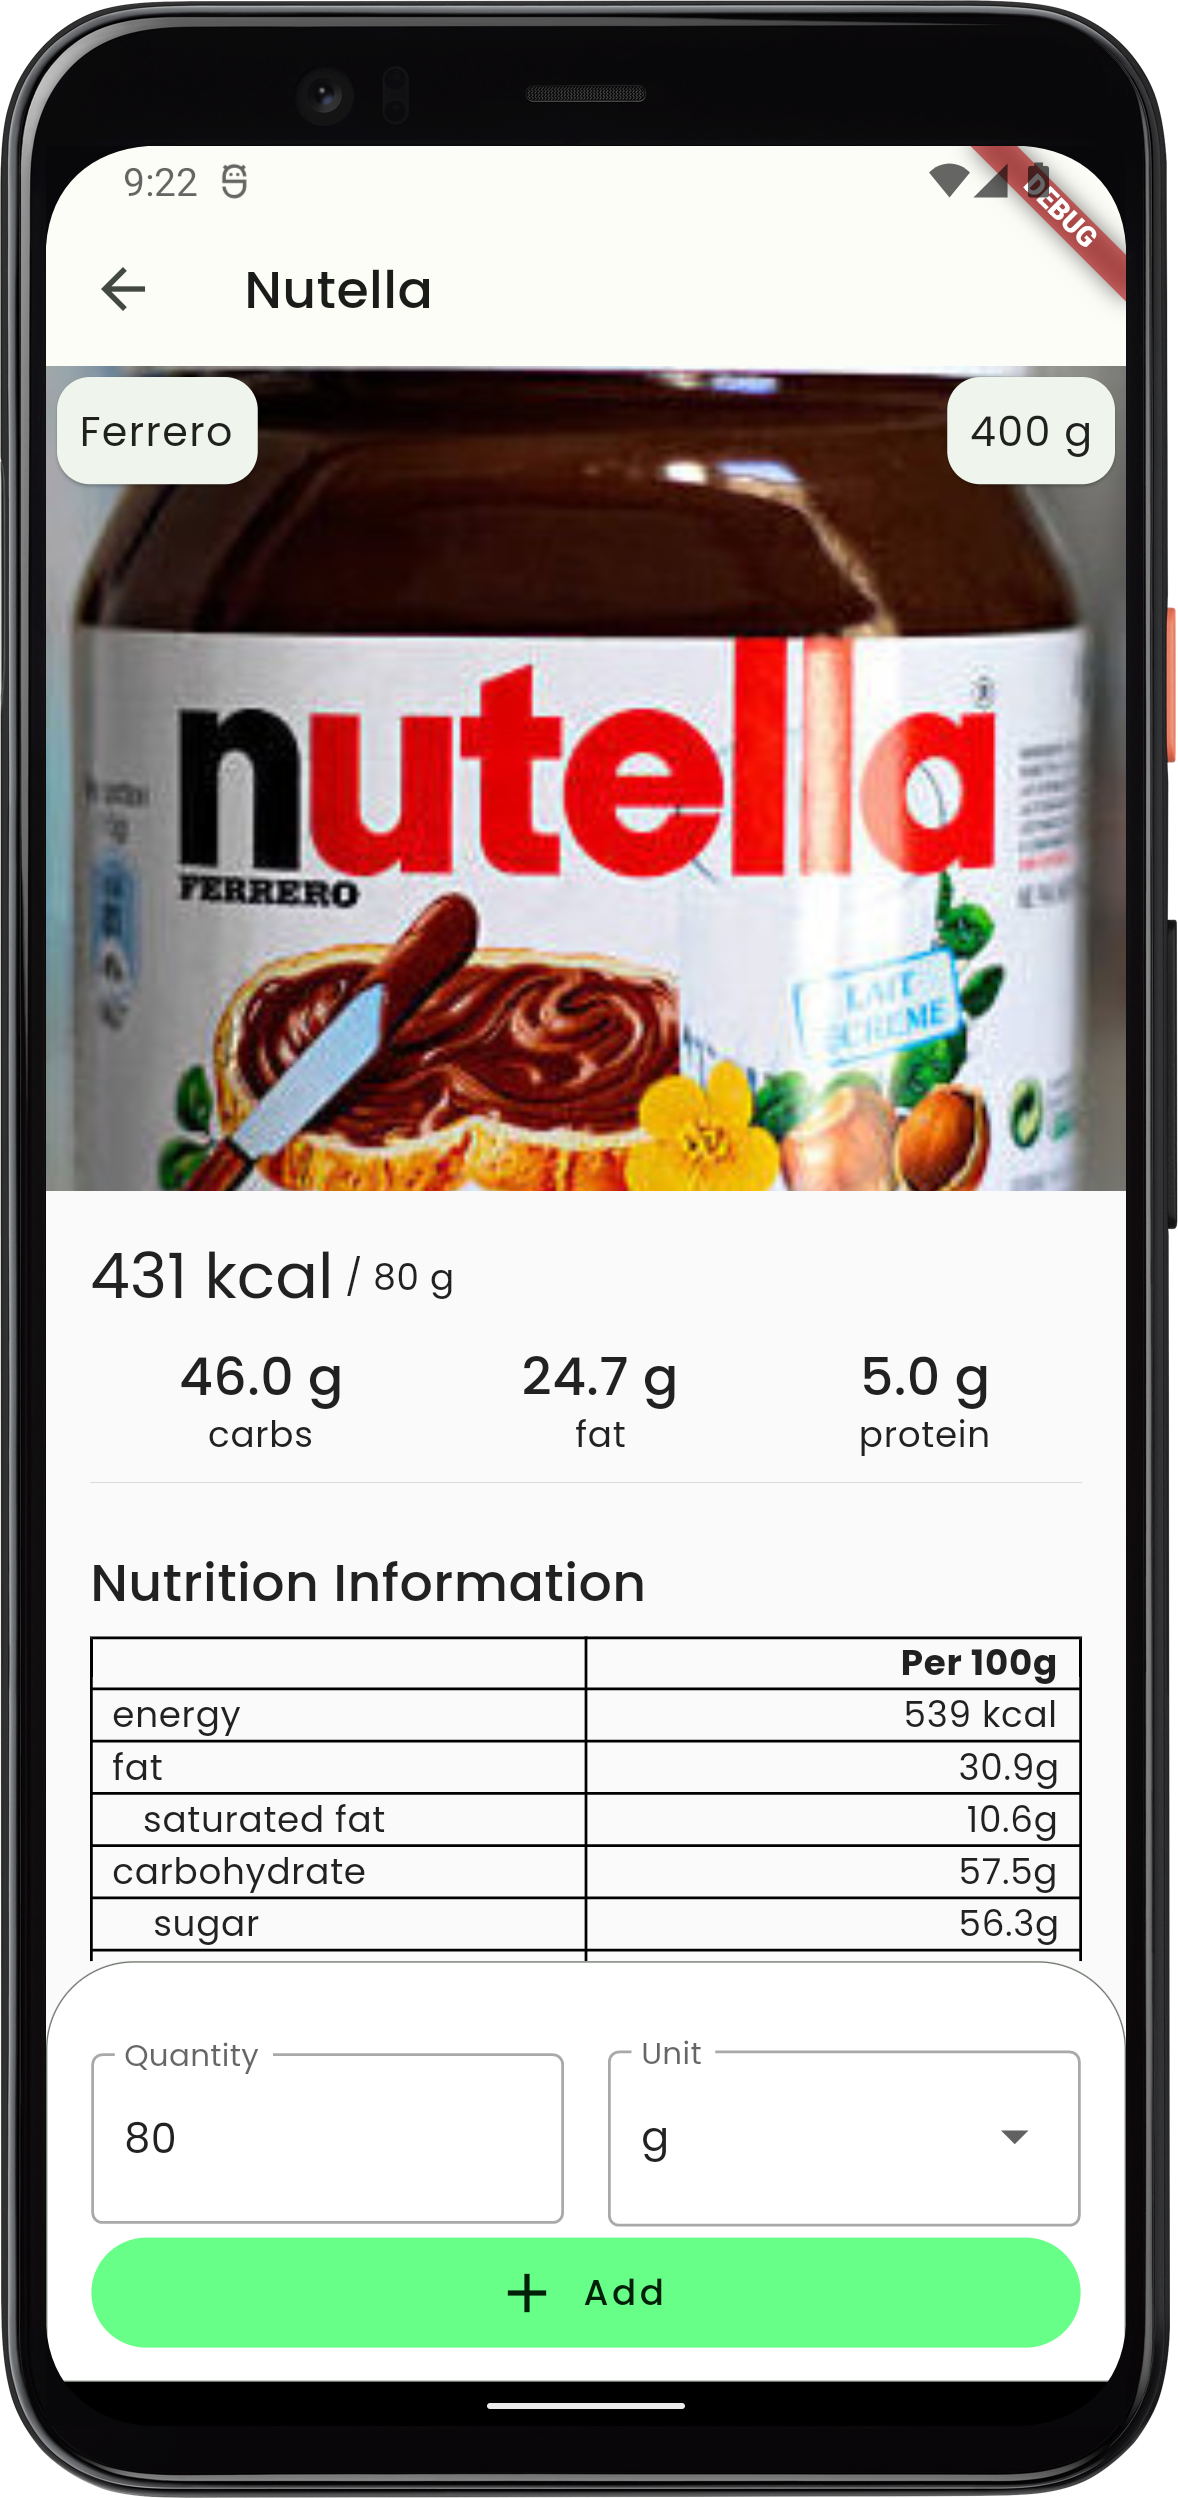 9:22
DEBUG
Nutella
Ferrero
400 g
nutella
®
FERRERO
LAIT
431 kcal / 80 g
46.0 g 24.7 g 5.0 g
carbs fat protein
Nutrition Information
Per 100g
energy 539 kcal
fat 30.9g
saturated fat 10.6g
carbohydrate 57.5g
sugar 56.3g
Quantity
Unit
80
g
+ Add